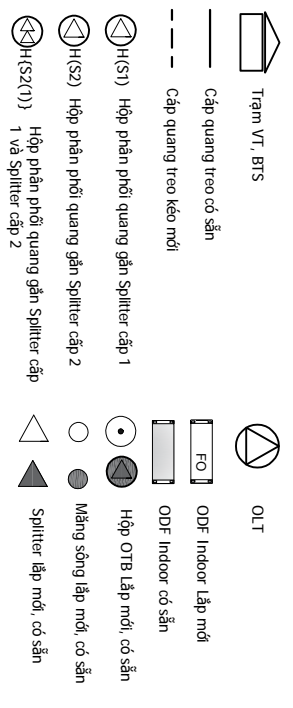 Trạm VT, BTS
Cáp quang treo có sẵn
Cáp quang treo kéo mới
H(S1) Hộp phân phối quang gắn Splitter cấp 1
H(S2) Hộp phân phối quang gắn Splitter cấp 2
H{S2(1)} Hộp phân phối quang gắn Splitter cấp
1 và Splitter cấp 2
OLT
FO ODF Indoor Lắp mới
ODF Indoor có sẵn
Hộp OTB Lắp mới, có sẵn
Măng sông lắp mới, có sẵn
Splitter lắp mới, có sẵn